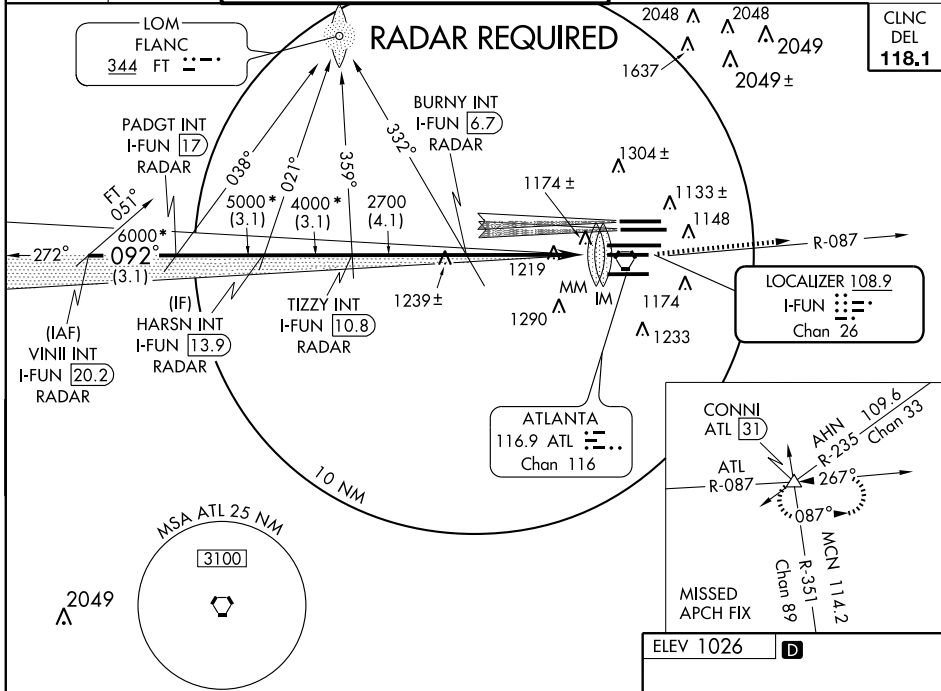 LOM
FLANC
344 FT
RADAR REQUIRED
2048
2048
2049
1637
2049 ±
CLNC
DEL
118.1
PADGT INT
I-FUN 17
RADAR
BURNY INT
I-FUN 6.7
RADAR
038°
021°
359°
332°
FT
051°
6000 *
5000 *
(3.1)
4000 *
(3.1)
2700
(4.1)
1174 ±
1304 ±
1133 ±
1148
272°
092°
(3.1)
R-087
1219
1239 ±
MM
IM
1290
1174
1233
LOCALIZER 108.9
I-FUN
Chan 26
(IAF)
VINII INT
I-FUN 20.2
RADAR
(IF)
HARSN INT
I-FUN 13.9
RADAR
TIZZY INT
I-FUN 10.8
RADAR
ATLANTA
116.9 ATL
Chan 116
10 NM
CONNI
ATL 31
AHN 109.6
R-235 Chan 33
ATL
R-087
267°
087°
MCN 114.2
R-351
Chan 89
MISSED
APCH FIX
MSA ATL 25 NM
3100
2049
ELEV 1026 D